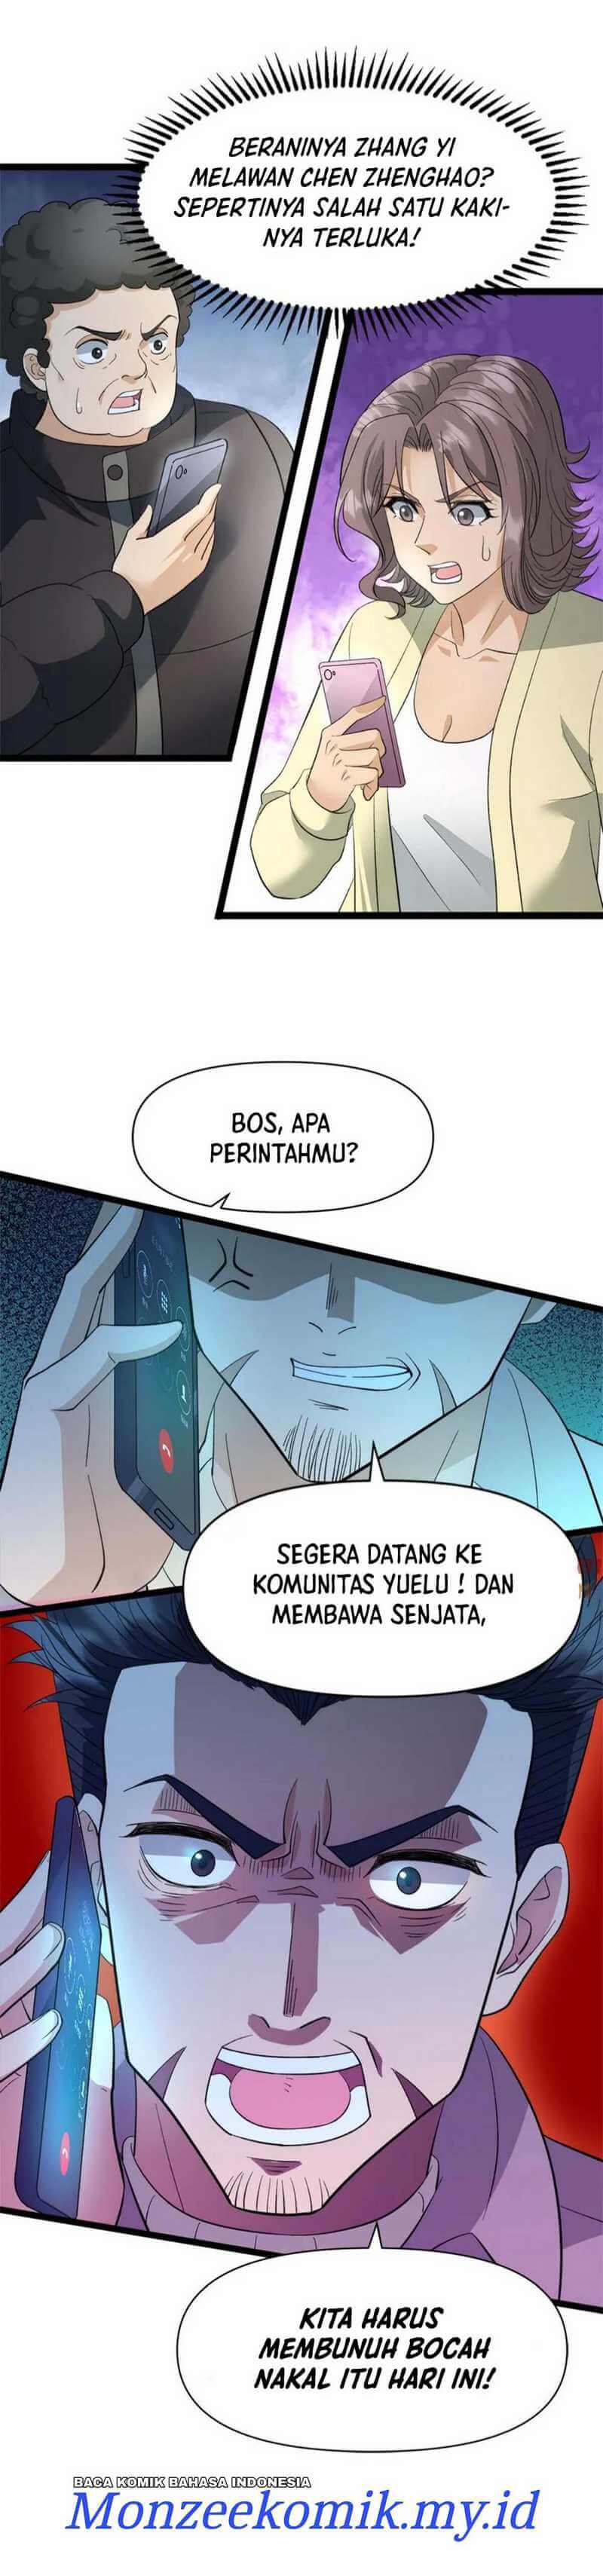 BERANINYA ZHANG YI
MELAWAN CHEN ZHENGHAO?
SEPERTINYA SALAH SATU KAKI-
NYA TERLUKA!
BOS, APA
PERINTAHMU?
SEGERA DATANG KE
KOMUNITAS YUELU ! DAN
MEMBAWA SENJATA,
KITA HARUS
MEMBUNUH BOCAH
NAKAL ITU HARI INI!
BACA KOMIK BAHASA INDONESIA
Monzeekomik.my.id